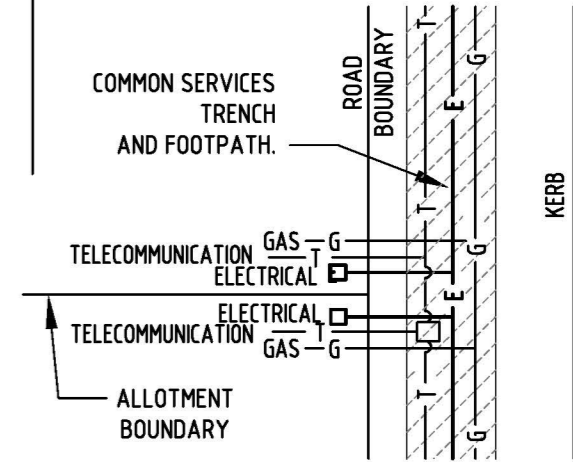 COMMON SERVICES
TRENCH
AND FOOTPATH.
ROAD
BOUNDARY
T
G
E
KERB
T
GAS G
G
TELECOMMUNICATION T
ELECTRICAL E
E
ELECTRICAL
TELECOMMUNICATION T
GAS G
T
ALLOTMENT
BOUNDARY
G